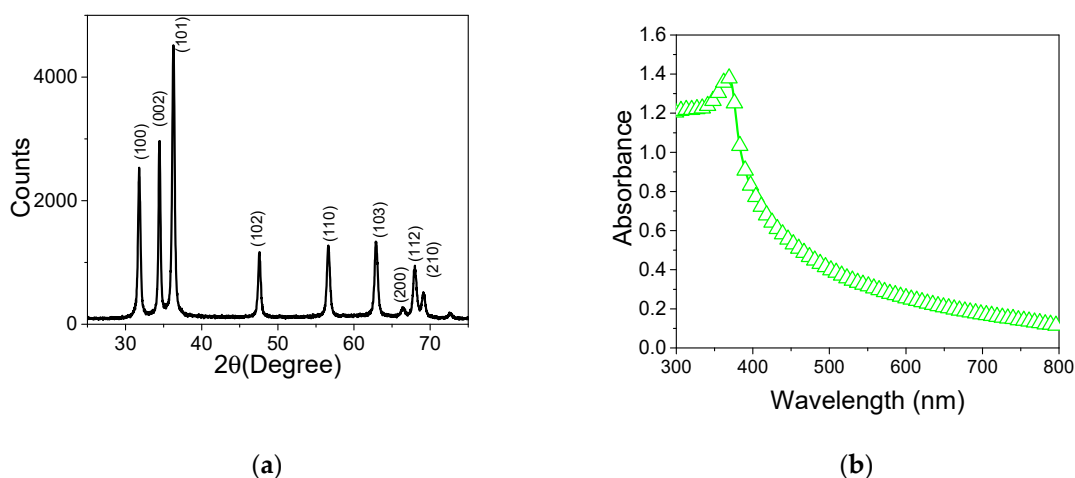 4000
2000
0
Counts
(100)
(002)
(101)
(102)
(110)
(103)
(200)
(112)
(210)
30 40 50 60 70
2θ(Degree)
(a)
1.6
1.4
1.2
1.0
0.8
0.6
0.4
0.2
0.0
Absorbance
300 400 500 600 700 800
Wavelength (nm)
(b)